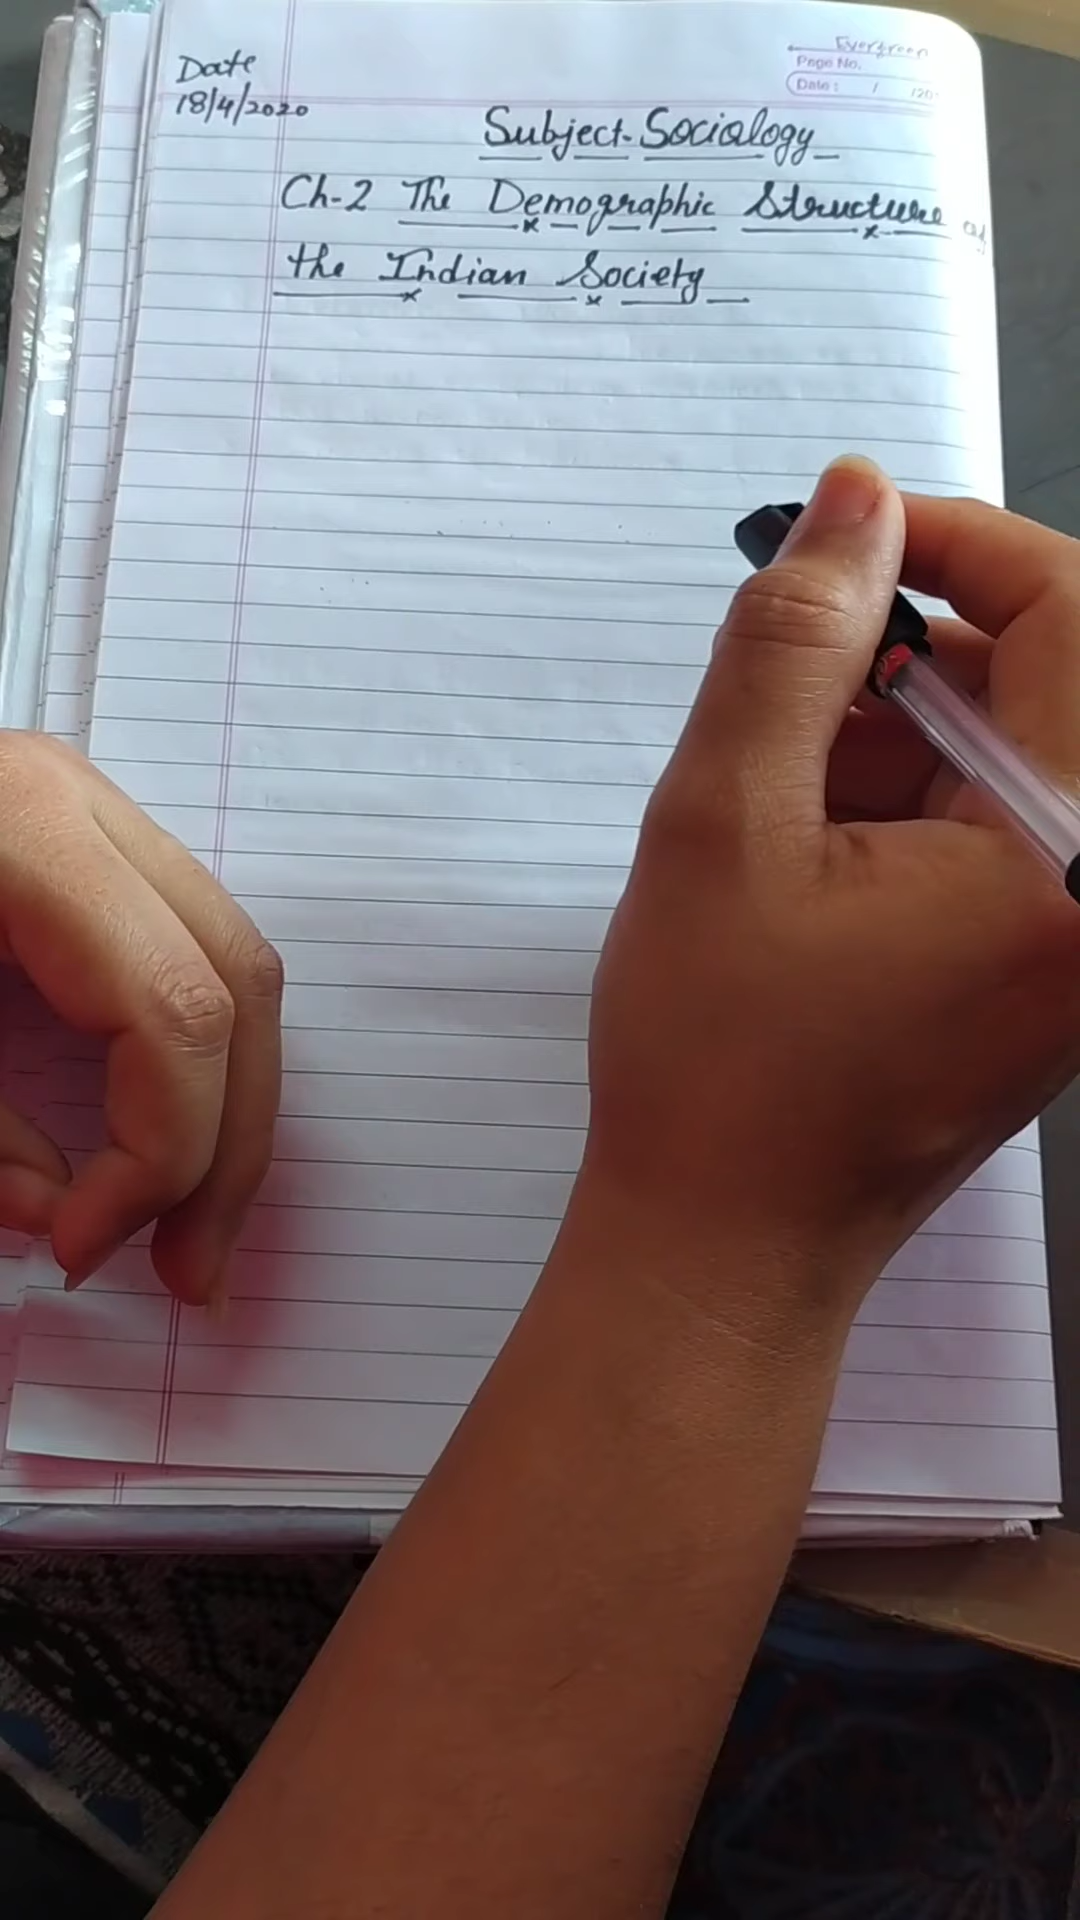 Evergreen
Page No.
Date: / /20
Date
18/4/2020
Subject-Sociology
Ch-2 The Demographic Structure of
the Indian Society